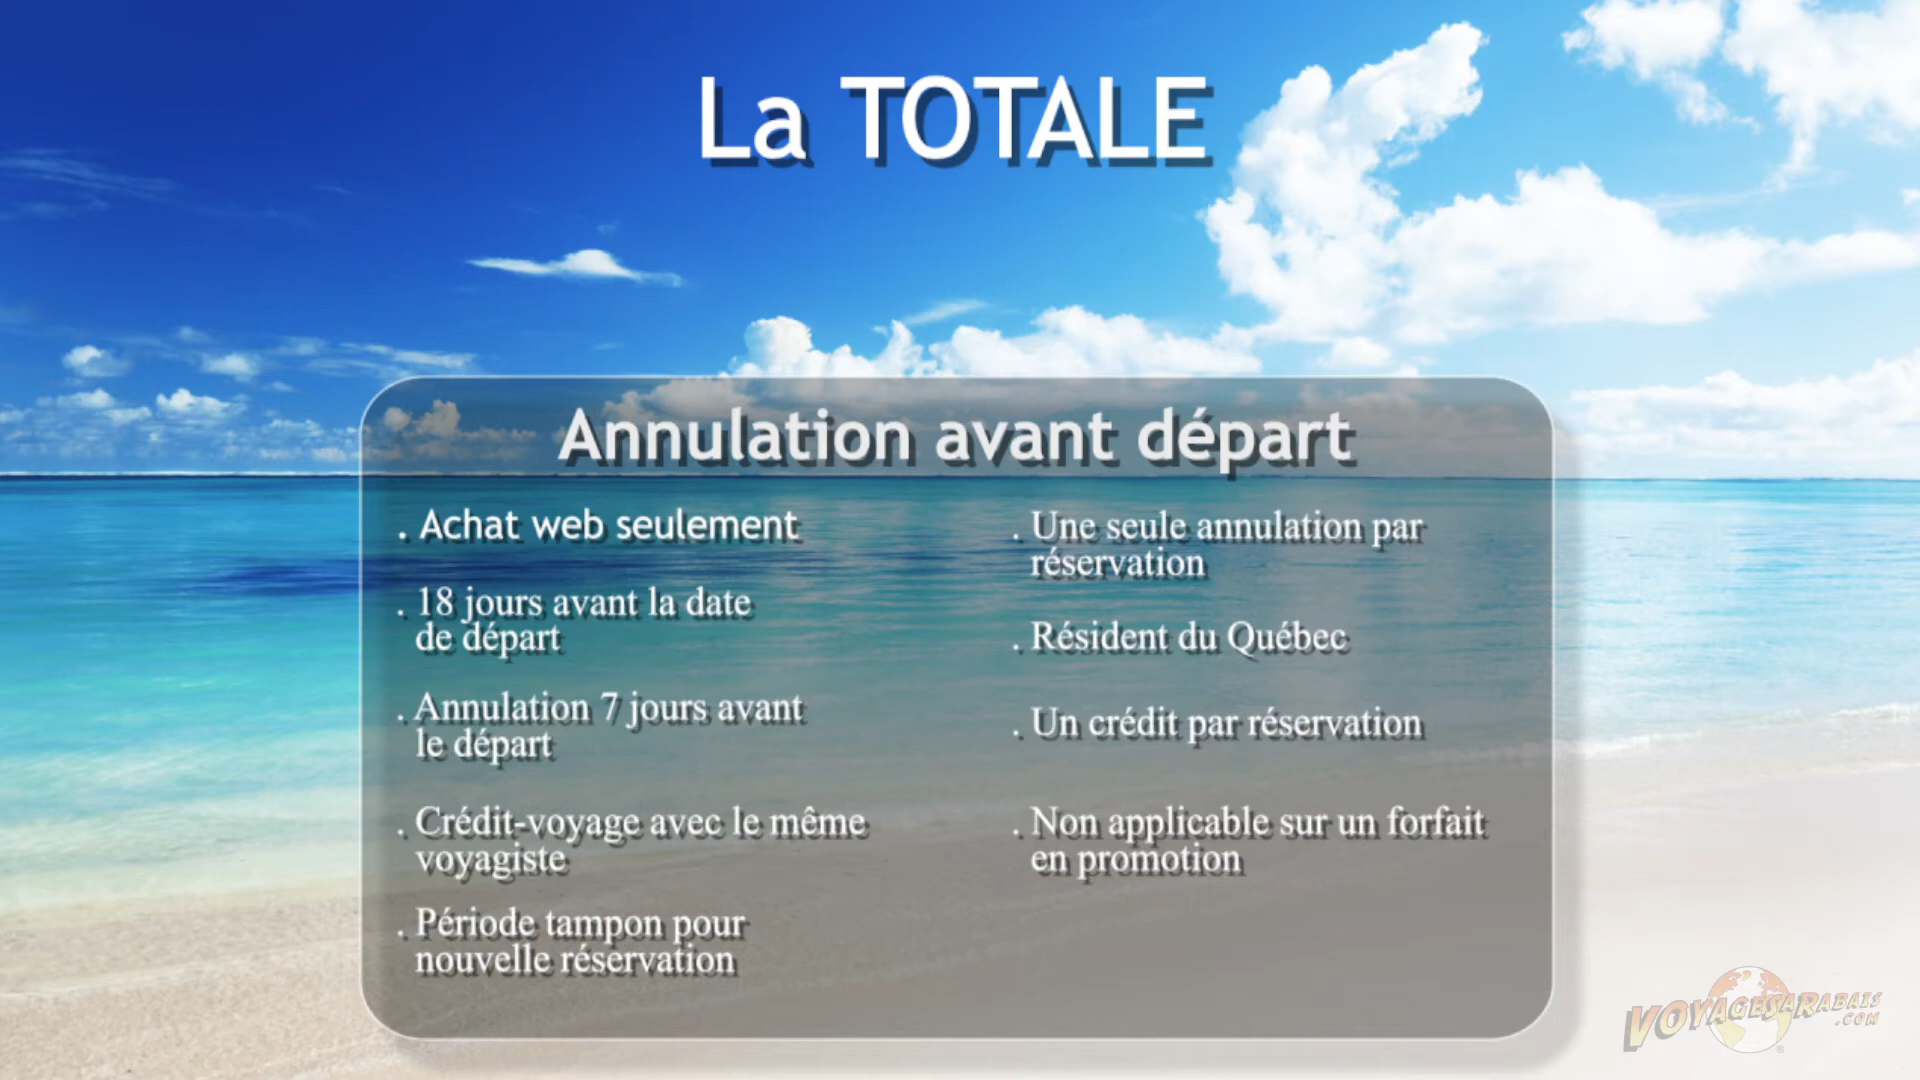 La TOTALE
Annulation avant départ
. Achat web seulement
. 18 jours avant la date
de départ
. Annulation 7 jours avant
le départ
. Crédit-voyage avec le même
voyagiste
. Période tampon pour
nouvelle réservation
. Une seule annulation par
réservation
. Résident du Québec
. Un crédit par réservation
. Non applicable sur un forfait
en promotion
VOYAGESARABAIS
.COM
®